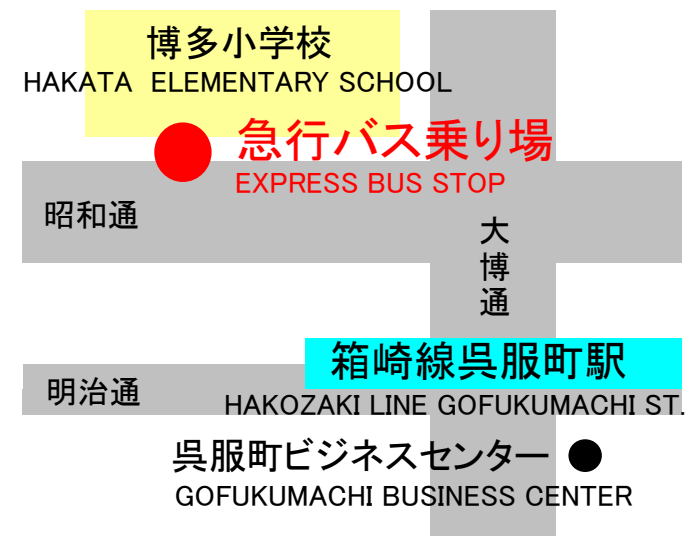 博多小学校
HAKATA ELEMENTARY SCHOOL
急行バス乗り場
EXPRESS BUS STOP
昭和通
大博通
箱崎線呉服町駅
明治通
HAKOZAKI LINE GOFUKUMACHI ST.
呉服町ビジネスセンター
GOFUKUMACHI BUSINESS CENTER